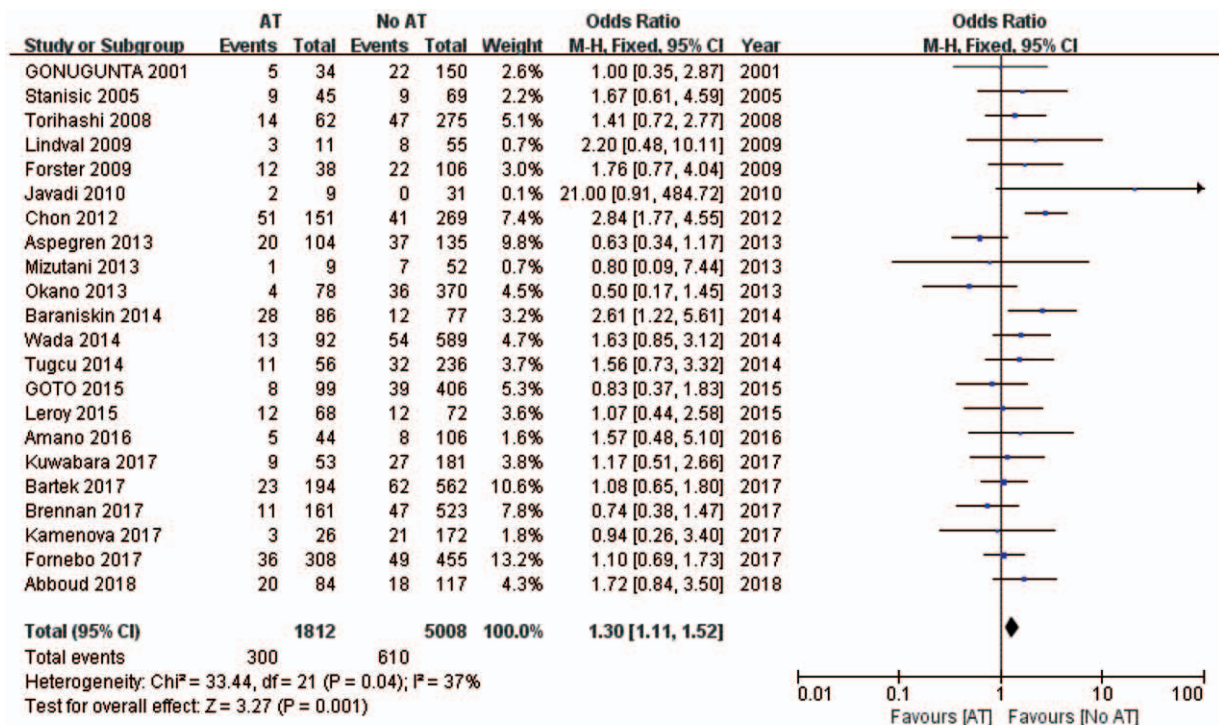 AT No AT Odds Ratio Odds Ratio
Study or Subgroup Events Total Events Total Weight M-H, Fixed, 95% CI Year M-H, Fixed, 95% CI
GONUGUNTA 2001 5 34 22 150 2.6% 1.00 [0.35, 2.87] 2001
Stanisic 2005 9 45 9 69 2.2% 1.67 [0.61, 4.59] 2005
Torihashi 2008 14 62 47 275 5.1% 1.41 [0.72, 2.77] 2008
Lindval 2009 3 11 8 55 0.7% 2.20 [0.48, 10.11] 2009
Forster 2009 12 38 22 106 3.0% 1.76 [0.77, 4.04] 2009
Javadi 2010 2 9 0 31 0.1% 21.00 [0.91, 484.72] 2010
Chon 2012 51 151 41 269 7.4% 2.84 [1.77, 4.55] 2012
Aspegren 2013 20 104 37 135 9.8% 0.63 [0.34, 1.17] 2013
Mizutani 2013 1 9 7 52 0.7% 0.80 [0.09, 7.44] 2013
Okano 2013 4 78 36 370 4.5% 0.50 [0.17, 1.45] 2013
Baraniskin 2014 28 86 12 77 3.2% 2.61 [1.22, 5.61] 2014
Wada 2014 13 92 54 589 4.7% 1.63 [0.85, 3.12] 2014
Tugcu 2014 11 56 32 236 4.1% 1.56 [0.73, 3.32] 2014
GOTO 2015 8 99 39 406 5.3% 0.83 [0.37, 1.83] 2015
Leroy 2015 12 68 12 72 3.6% 1.07 [0.44, 2.58] 2015
Amano 2016 5 44 8 106 1.6% 1.57 [0.48, 5.10] 2016
Kuwabara 2017 9 53 27 181 3.8% 1.17 [0.51, 2.66] 2017
Bartek 2017 23 194 62 562 10.6% 1.08 [0.65, 1.80] 2017
Brennan 2017 11 161 47 523 7.8% 0.74 [0.38, 1.47] 2017
Kamenova 2017 3 26 21 172 1.9% 0.94 [0.26, 3.40] 2017
Fornebo 2017 36 308 49 455 13.2% 1.10 [0.69, 1.73] 2017
Abboud 2018 20 84 18 117 4.3% 1.72 [0.84, 3.50] 2018
Total (95% CI) 1812 5008 100.0% 1.30 [1.11, 1.52]
Total events 300 610
Heterogeneity: Chi² = 33.44, df = 21 (P = 0.04); I² = 37%
Test for overall effect: Z = 3.27 (P = 0.001)
0.01 0.1 1 10 100
Favours [AT] Favours [No AT]